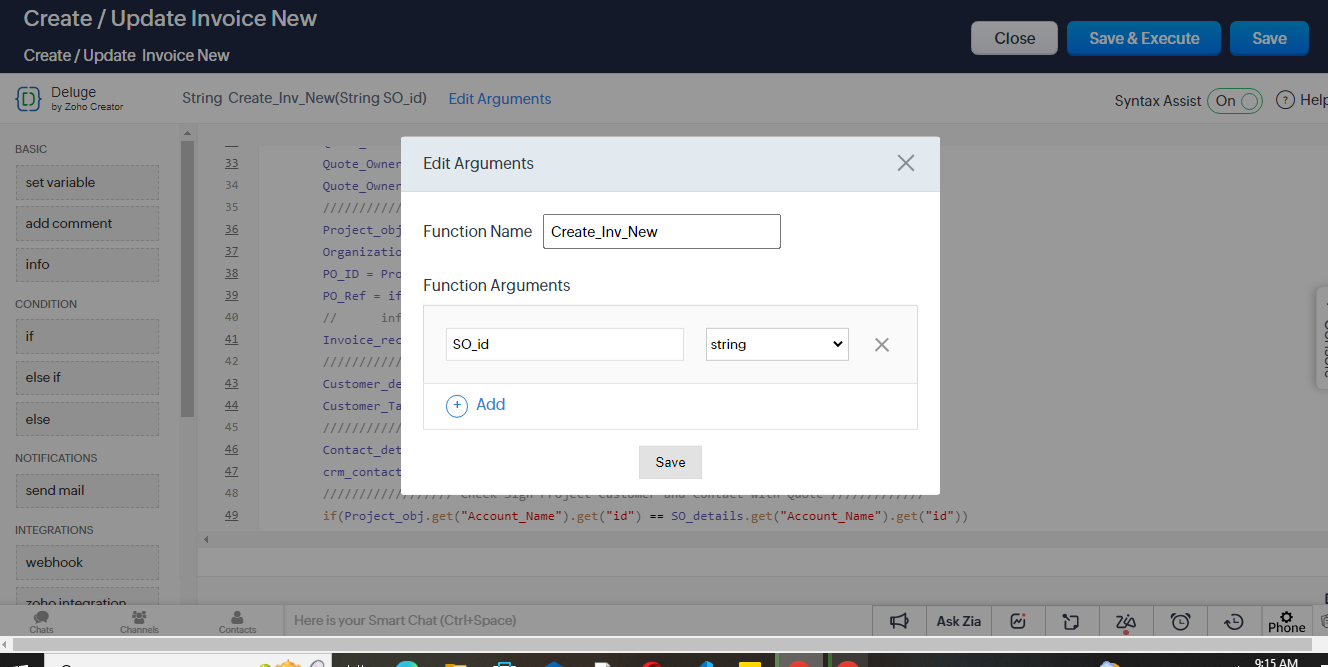 Create / Update Invoice New
Create / Update Invoice New
Close
Save & Execute
Save
Deluge
by Zoho Creator
String Create_Inv_New(String SO_id)
Edit Arguments
Syntax Assist
On
? Help
BASIC
set variable
add comment
info
CONDITION
if
else if
else
NOTIFICATIONS
send mail
INTEGRATIONS
webhook
zoho integration
33 Quote_Owner
34 Quote_Owner
35 ///////////
36 Project_obj
37 Organizatio
38 PO_ID = Pro
39 PO_Ref = if
40 // inf
41 Invoice_rec
42 ///////////
43 Customer_de
44 Customer_Ta
45 ///////////
46 Contact_det
47 crm_contact
48 ////////////////// Check Sign Project Customer and Contact with Quote /////////////
49 if(Project_obj.get("Account_Name").get("id") == SO_details.get("Account_Name").get("id"))
Edit Arguments
Function Name
Create_Inv_New
Function Arguments
SO_id
string
+ Add
Save
Chats
Channels
Contacts
Here is your Smart Chat (Ctrl+Space)
Ask Zia
Phone
9:15 AM